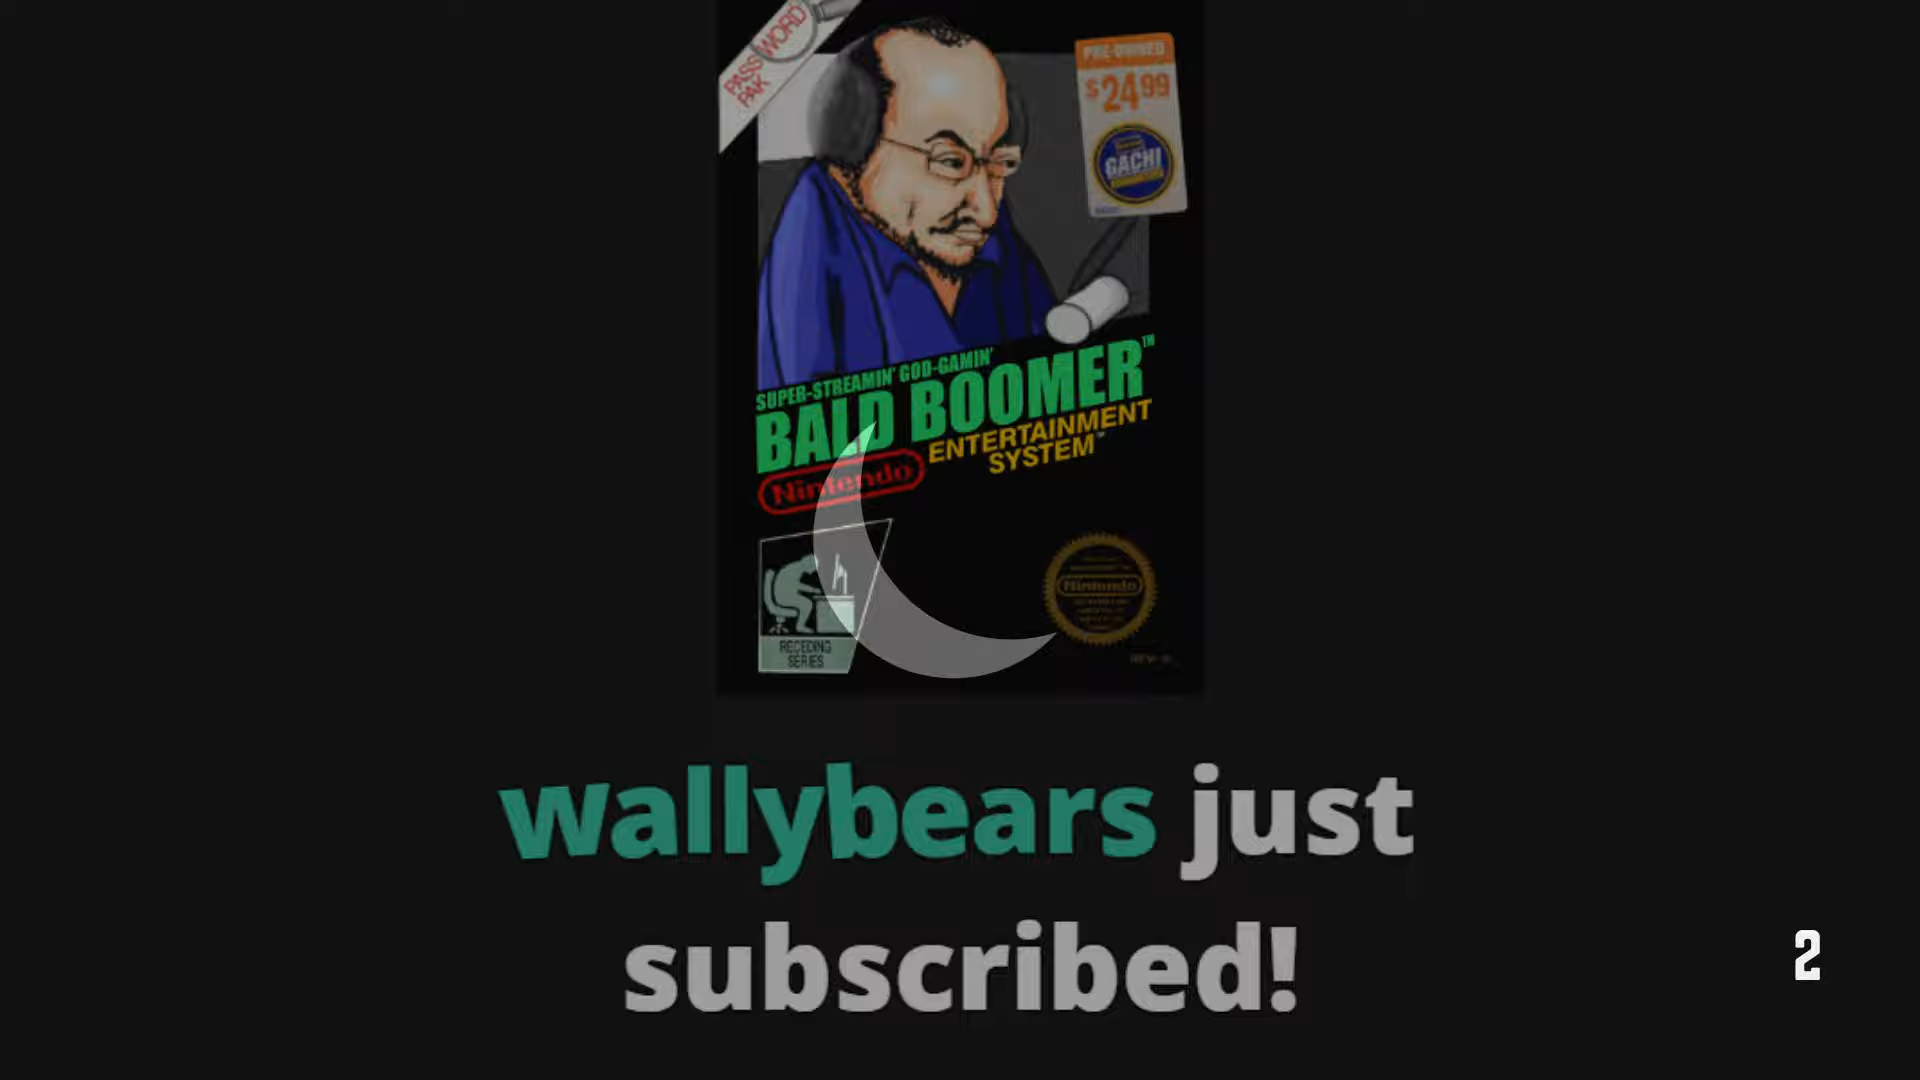 PASS WORD
PAK
PRE-OWNED
$24.99
GACHI
SUPER-STREAMIN' GOD-GAMIN'
BALD BOOMER™
ENTERTAINMENT
SYSTEM™
Nintendo
Nintendo
RECEDING
SERIES
wallybears just
subscribed!
2